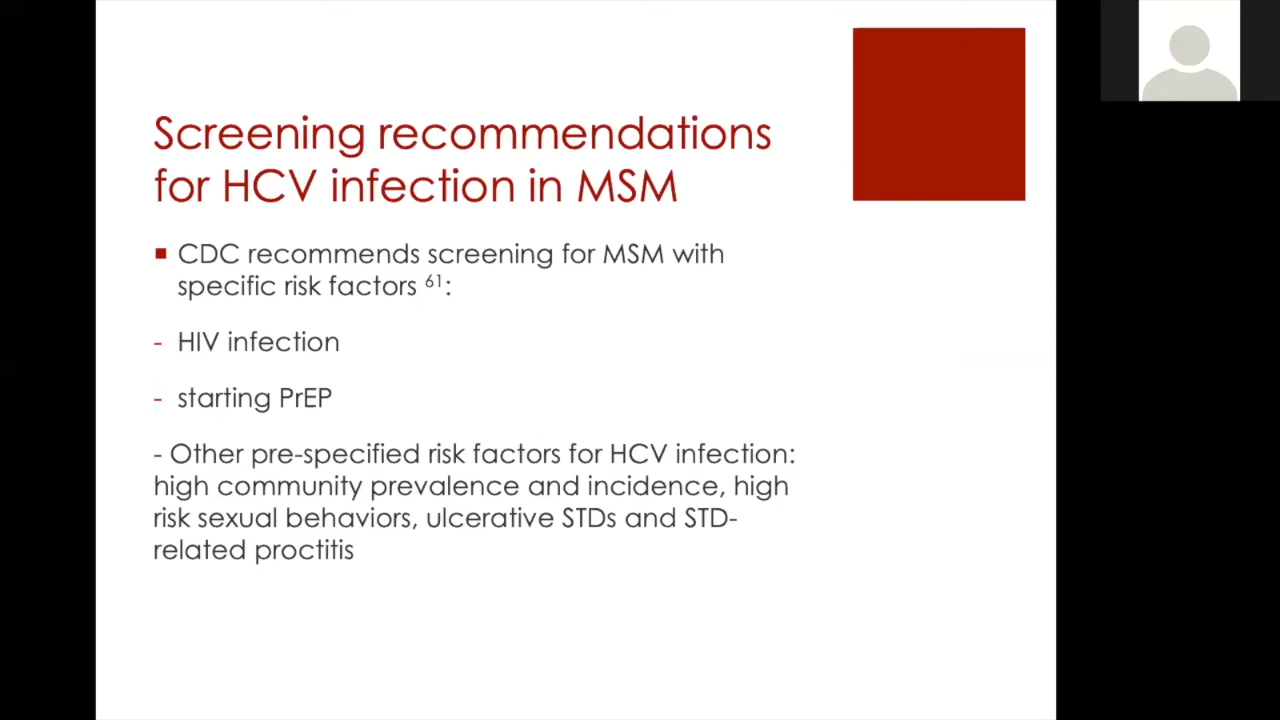 Screening recommendations
for HCV infection in MSM
▪ CDC recommends screening for MSM with
specific risk factors ⁶¹:
- HIV infection
- starting PrEP
- Other pre-specified risk factors for HCV infection:
high community prevalence and incidence, high
risk sexual behaviors, ulcerative STDs and STD-
related proctitis